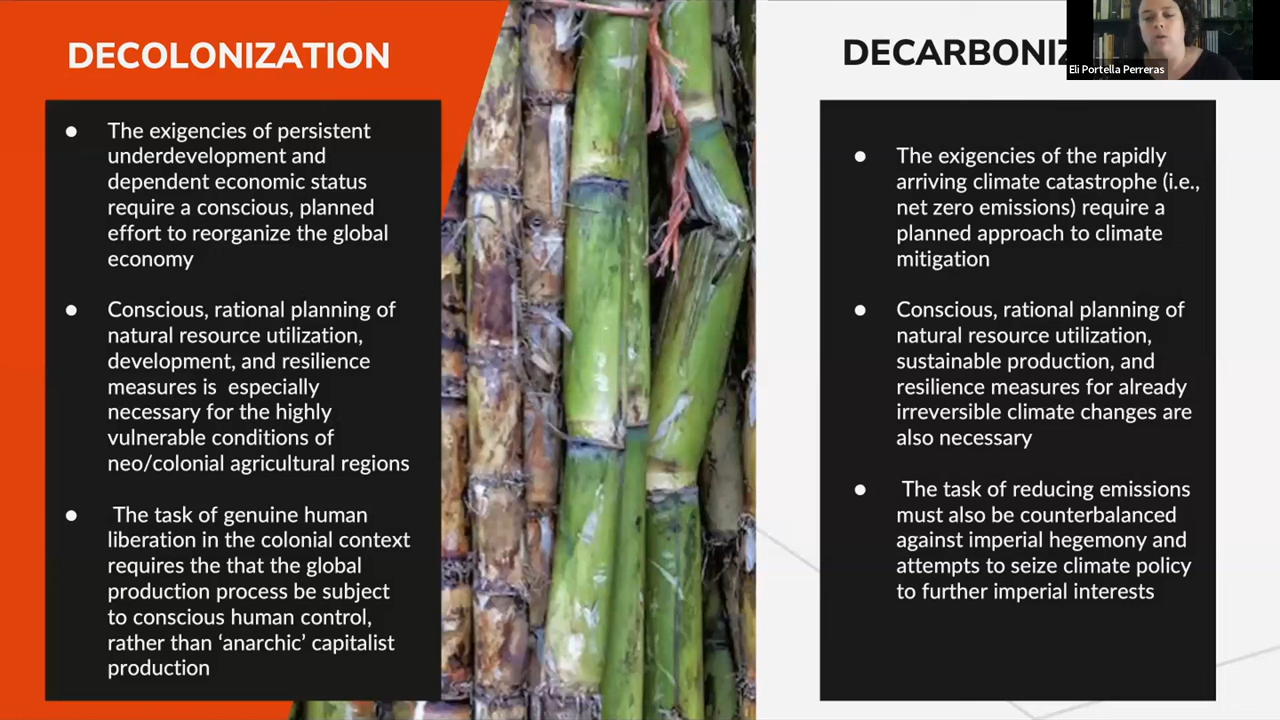 DECOLONIZATION
● The exigencies of persistent
underdevelopment and
dependent economic status
require a conscious, planned
effort to reorganize the global
economy
● Conscious, rational planning of
natural resource utilization,
development, and resilience
measures is  especially
necessary for the highly
vulnerable conditions of
neo/colonial agricultural regions
● The task of genuine human
liberation in the colonial context
requires the that the global
production process be subject
to conscious human control,
rather than ‘anarchic’ capitalist
production
DECARBONIZ
Eli Portella Perreras
● The exigencies of the rapidly
arriving climate catastrophe (i.e.,
net zero emissions) require a
planned approach to climate
mitigation
● Conscious, rational planning of
natural resource utilization,
sustainable production, and
resilience measures for already
irreversible climate changes are
also necessary
● The task of reducing emissions
must also be counterbalanced
against imperial hegemony and
attempts to seize climate policy
to further imperial interests